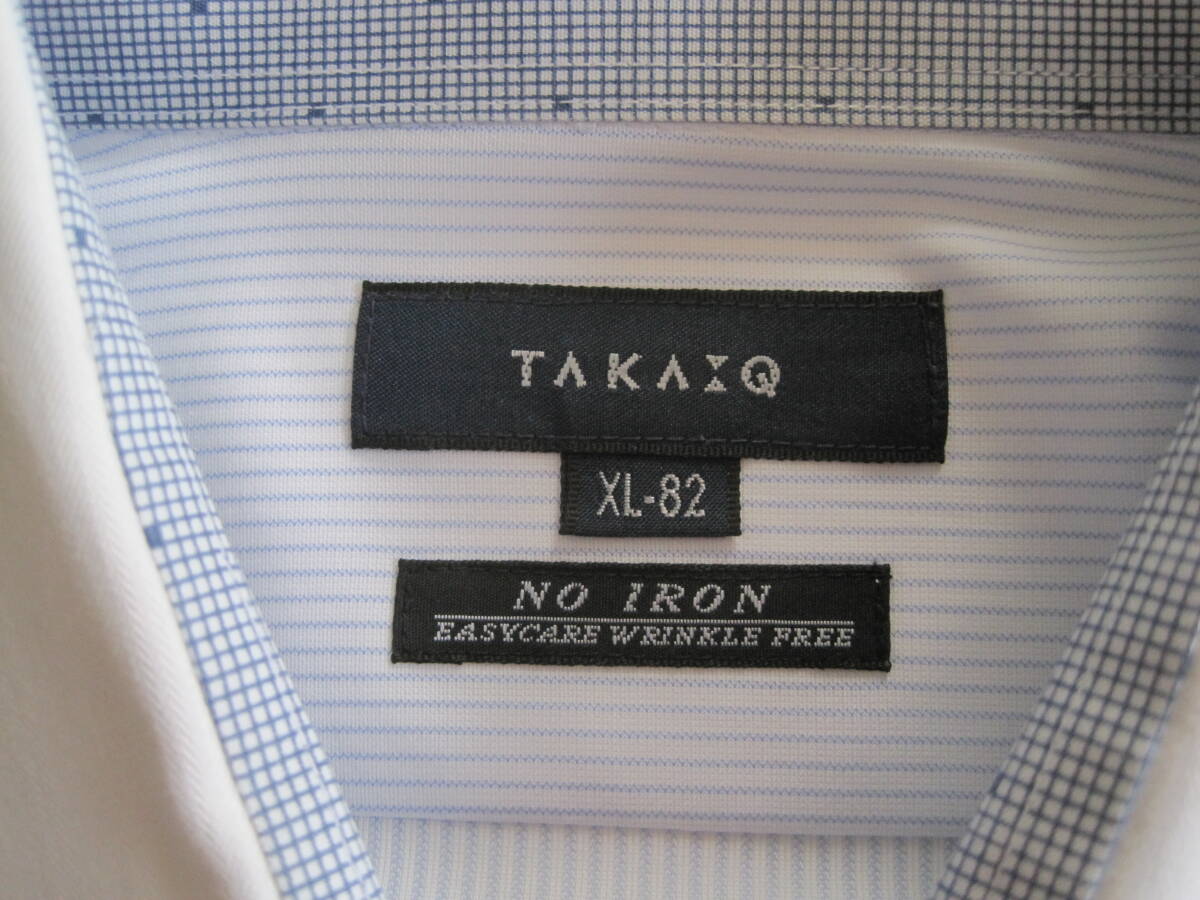 TAKA:Q
XL-82
NO IRON
EASYCARE WRINKLE FREE